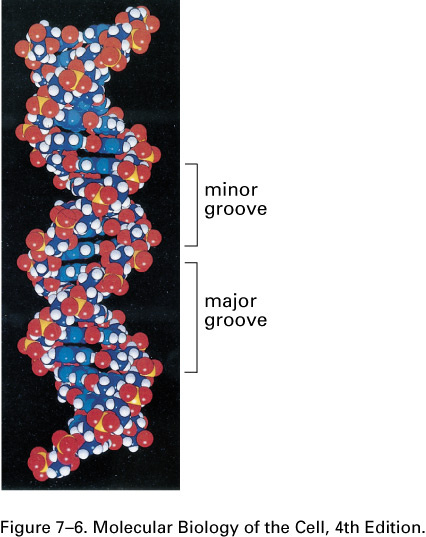 minor
groove
major
groove
Figure 7–6. Molecular Biology of the Cell, 4th Edition.